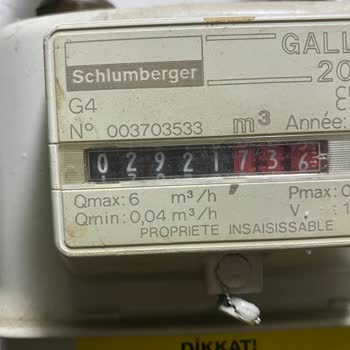 GALL
Schlumberger
20
G4
N° 003703533 m³ Année:
02921736
Qmax: 6 m³/h
Qmin: 0,04 m³/h
Pmax: 0
V
PROPRIETE INSAISISSABLE
DİKKAT!